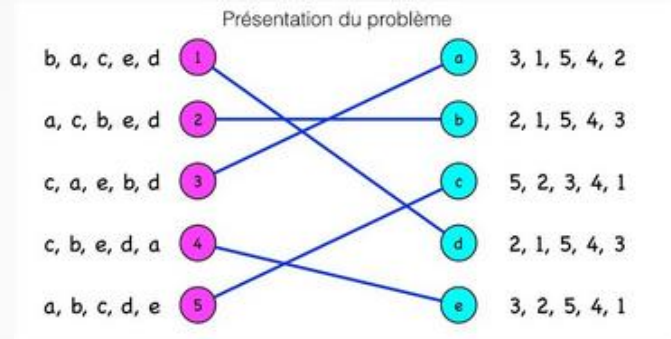 Présentation du problème
b, a, c, e, d 1 a 3, 1, 5, 4, 2
a, c, b, e, d 2 b 2, 1, 5, 4, 3
c, a, e, b, d 3 c 5, 2, 3, 4, 1
c, b, e, d, a 4 d 2, 1, 5, 4, 3
a, b, c, d, e 5 e 3, 2, 5, 4, 1